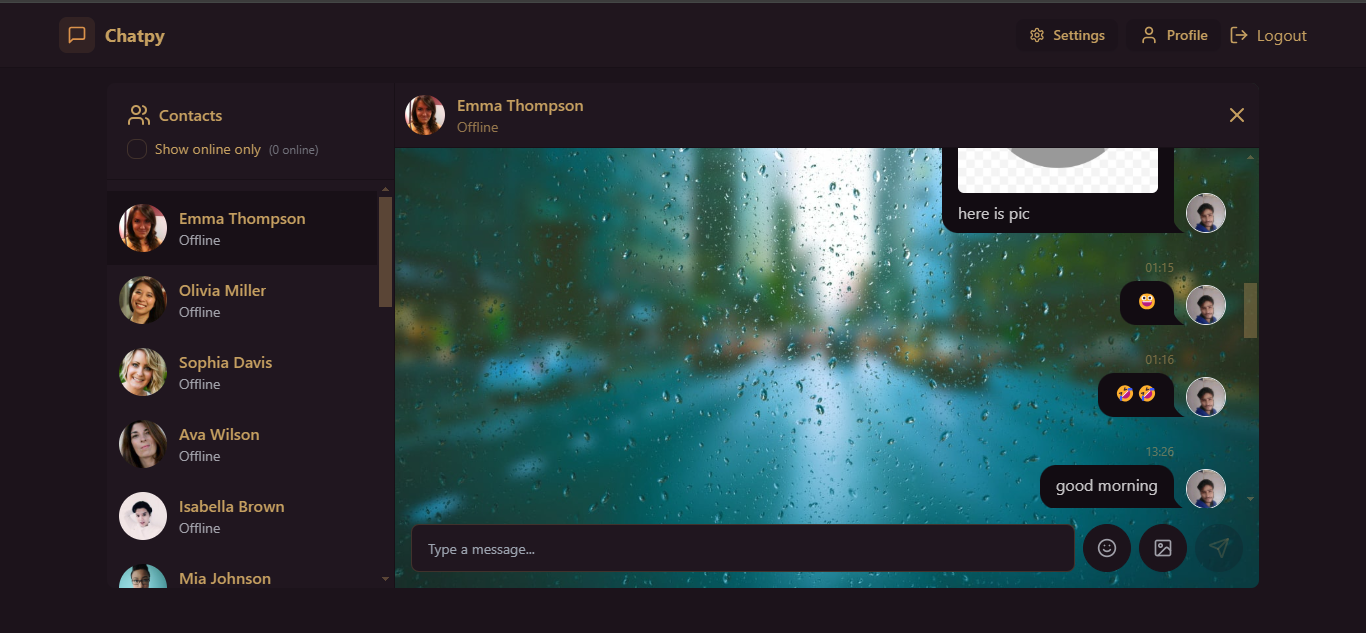 Chatpy
Settings
Profile
Logout
Contacts
Show online only (0 online)
Emma Thompson
Offline
Olivia Miller
Offline
Sophia Davis
Offline
Ava Wilson
Offline
Isabella Brown
Offline
Mia Johnson
Emma Thompson
Offline
here is pic
01:15
01:16
13:26
good morning
Type a message...